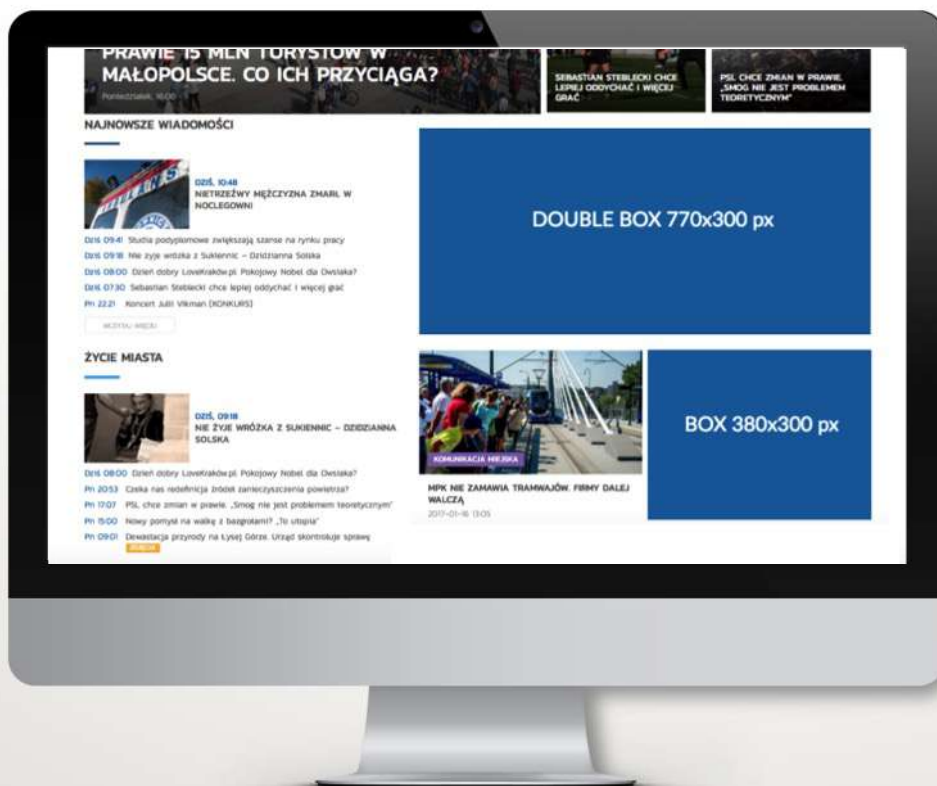 PRAWIE 15 MLN TURYSTÓW W
MAŁOPOLSCE. CO ICH PRZYCIĄGA?
Poniedziałek, 16:00
SEBASTIAN STEBLECKI CHCE
LEPIEJ ODDYCHAĆ I WIĘCEJ
GRAĆ
PSL CHCE ZMIAN W PRAWIE.
„SMOG NIE JEST PROBLEMEM
TEORETYCZNYM”
NAJNOWSZE WIADOMOŚCI
DZIŚ, 10:48
NIETRZEŹWY MĘŻCZYZNA ZMARŁ W
NOCLEGOWNI
Dziś 09:41 Studia podyplomowe zwiększają szanse na rynku pracy
Dziś 09:18 Nie żyje wróżka z Sukiennic – Dzidzianna Solska
Dziś 08:00 Dzień dobry LoveKraków.pl. Pokojowy Nobel dla Owsiaka?
Dziś 07:30 Sebastian Steblecki chce lepiej oddychać i więcej grać
Pn 22:21 Koncert Julii Vikman [KONKURS]
WCZYTAJ WIĘCEJ
DOUBLE BOX 770x300 px
ŻYCIE MIASTA
DZIŚ, 09:18
NIE ŻYJE WRÓŻKA Z SUKIENNIC – DZIDZIANNA
SOLSKA
Dziś 08:00 Dzień dobry LoveKraków.pl. Pokojowy Nobel dla Owsiaka?
Pn 20:53 Czeka nas redefinicja źródeł zanieczyszczenia powietrza?
Pn 17:07 PSL chce zmian w prawie. „Smog nie jest problemem teoretycznym”
Pn 15:00 Nowy pomysł na walkę z bazgrołami? „To utopia”
Pn 09:01 Dewastacja przyrody na Łysej Górze. Urząd skontroluje sprawę
ZDJĘCIA
KOMUNIKACJA MIEJSKA
MPK NIE ZAMAWIA TRAMWAJÓW. FIRMY DALEJ
WALCZĄ
2017-01-16 13:05
BOX 380x300 px